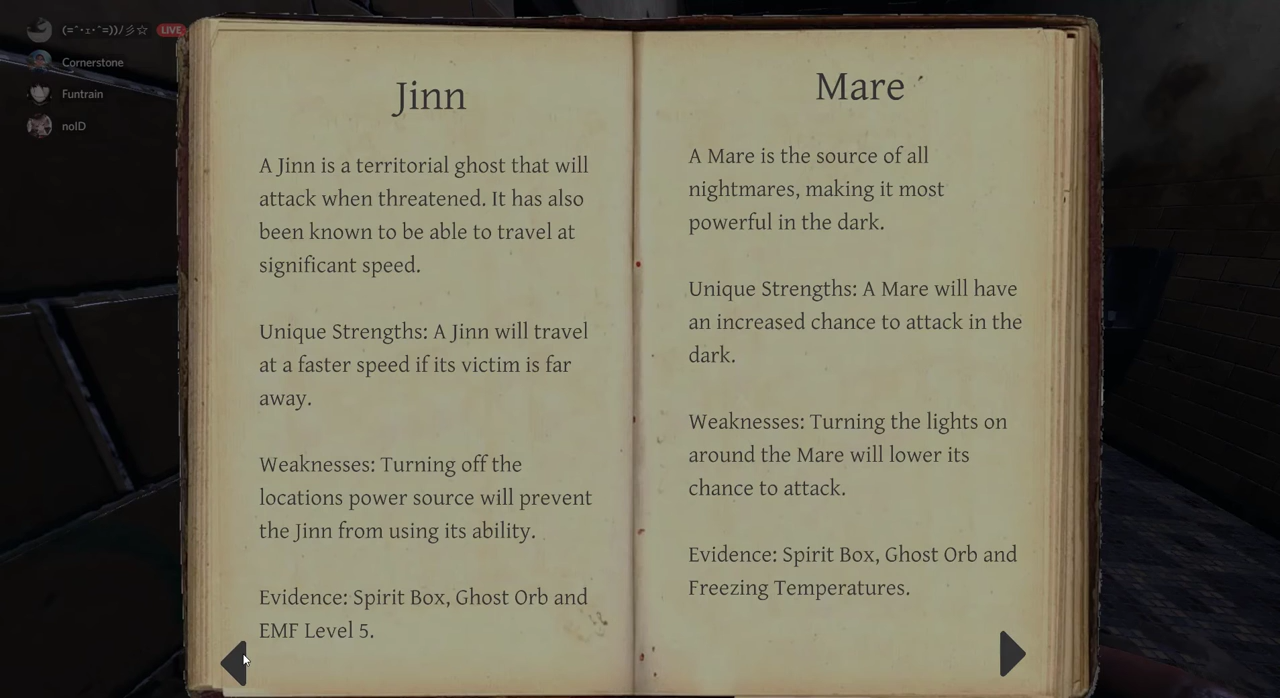 (=ˆ･ｪ･ˆ=))ﾉ彡☆ LIVE
Cornerstone
Funtrain
noID
Jinn
A Jinn is a territorial ghost that will
attack when threatened. It has also
been known to be able to travel at
significant speed.
Unique Strengths: A Jinn will travel
at a faster speed if its victim is far
away.
Weaknesses: Turning off the
locations power source will prevent
the Jinn from using its ability.
Evidence: Spirit Box, Ghost Orb and
EMF Level 5.
Mare
A Mare is the source of all
nightmares, making it most
powerful in the dark.
Unique Strengths: A Mare will have
an increased chance to attack in the
dark.
Weaknesses: Turning the lights on
around the Mare will lower its
chance to attack.
Evidence: Spirit Box, Ghost Orb and
Freezing Temperatures.